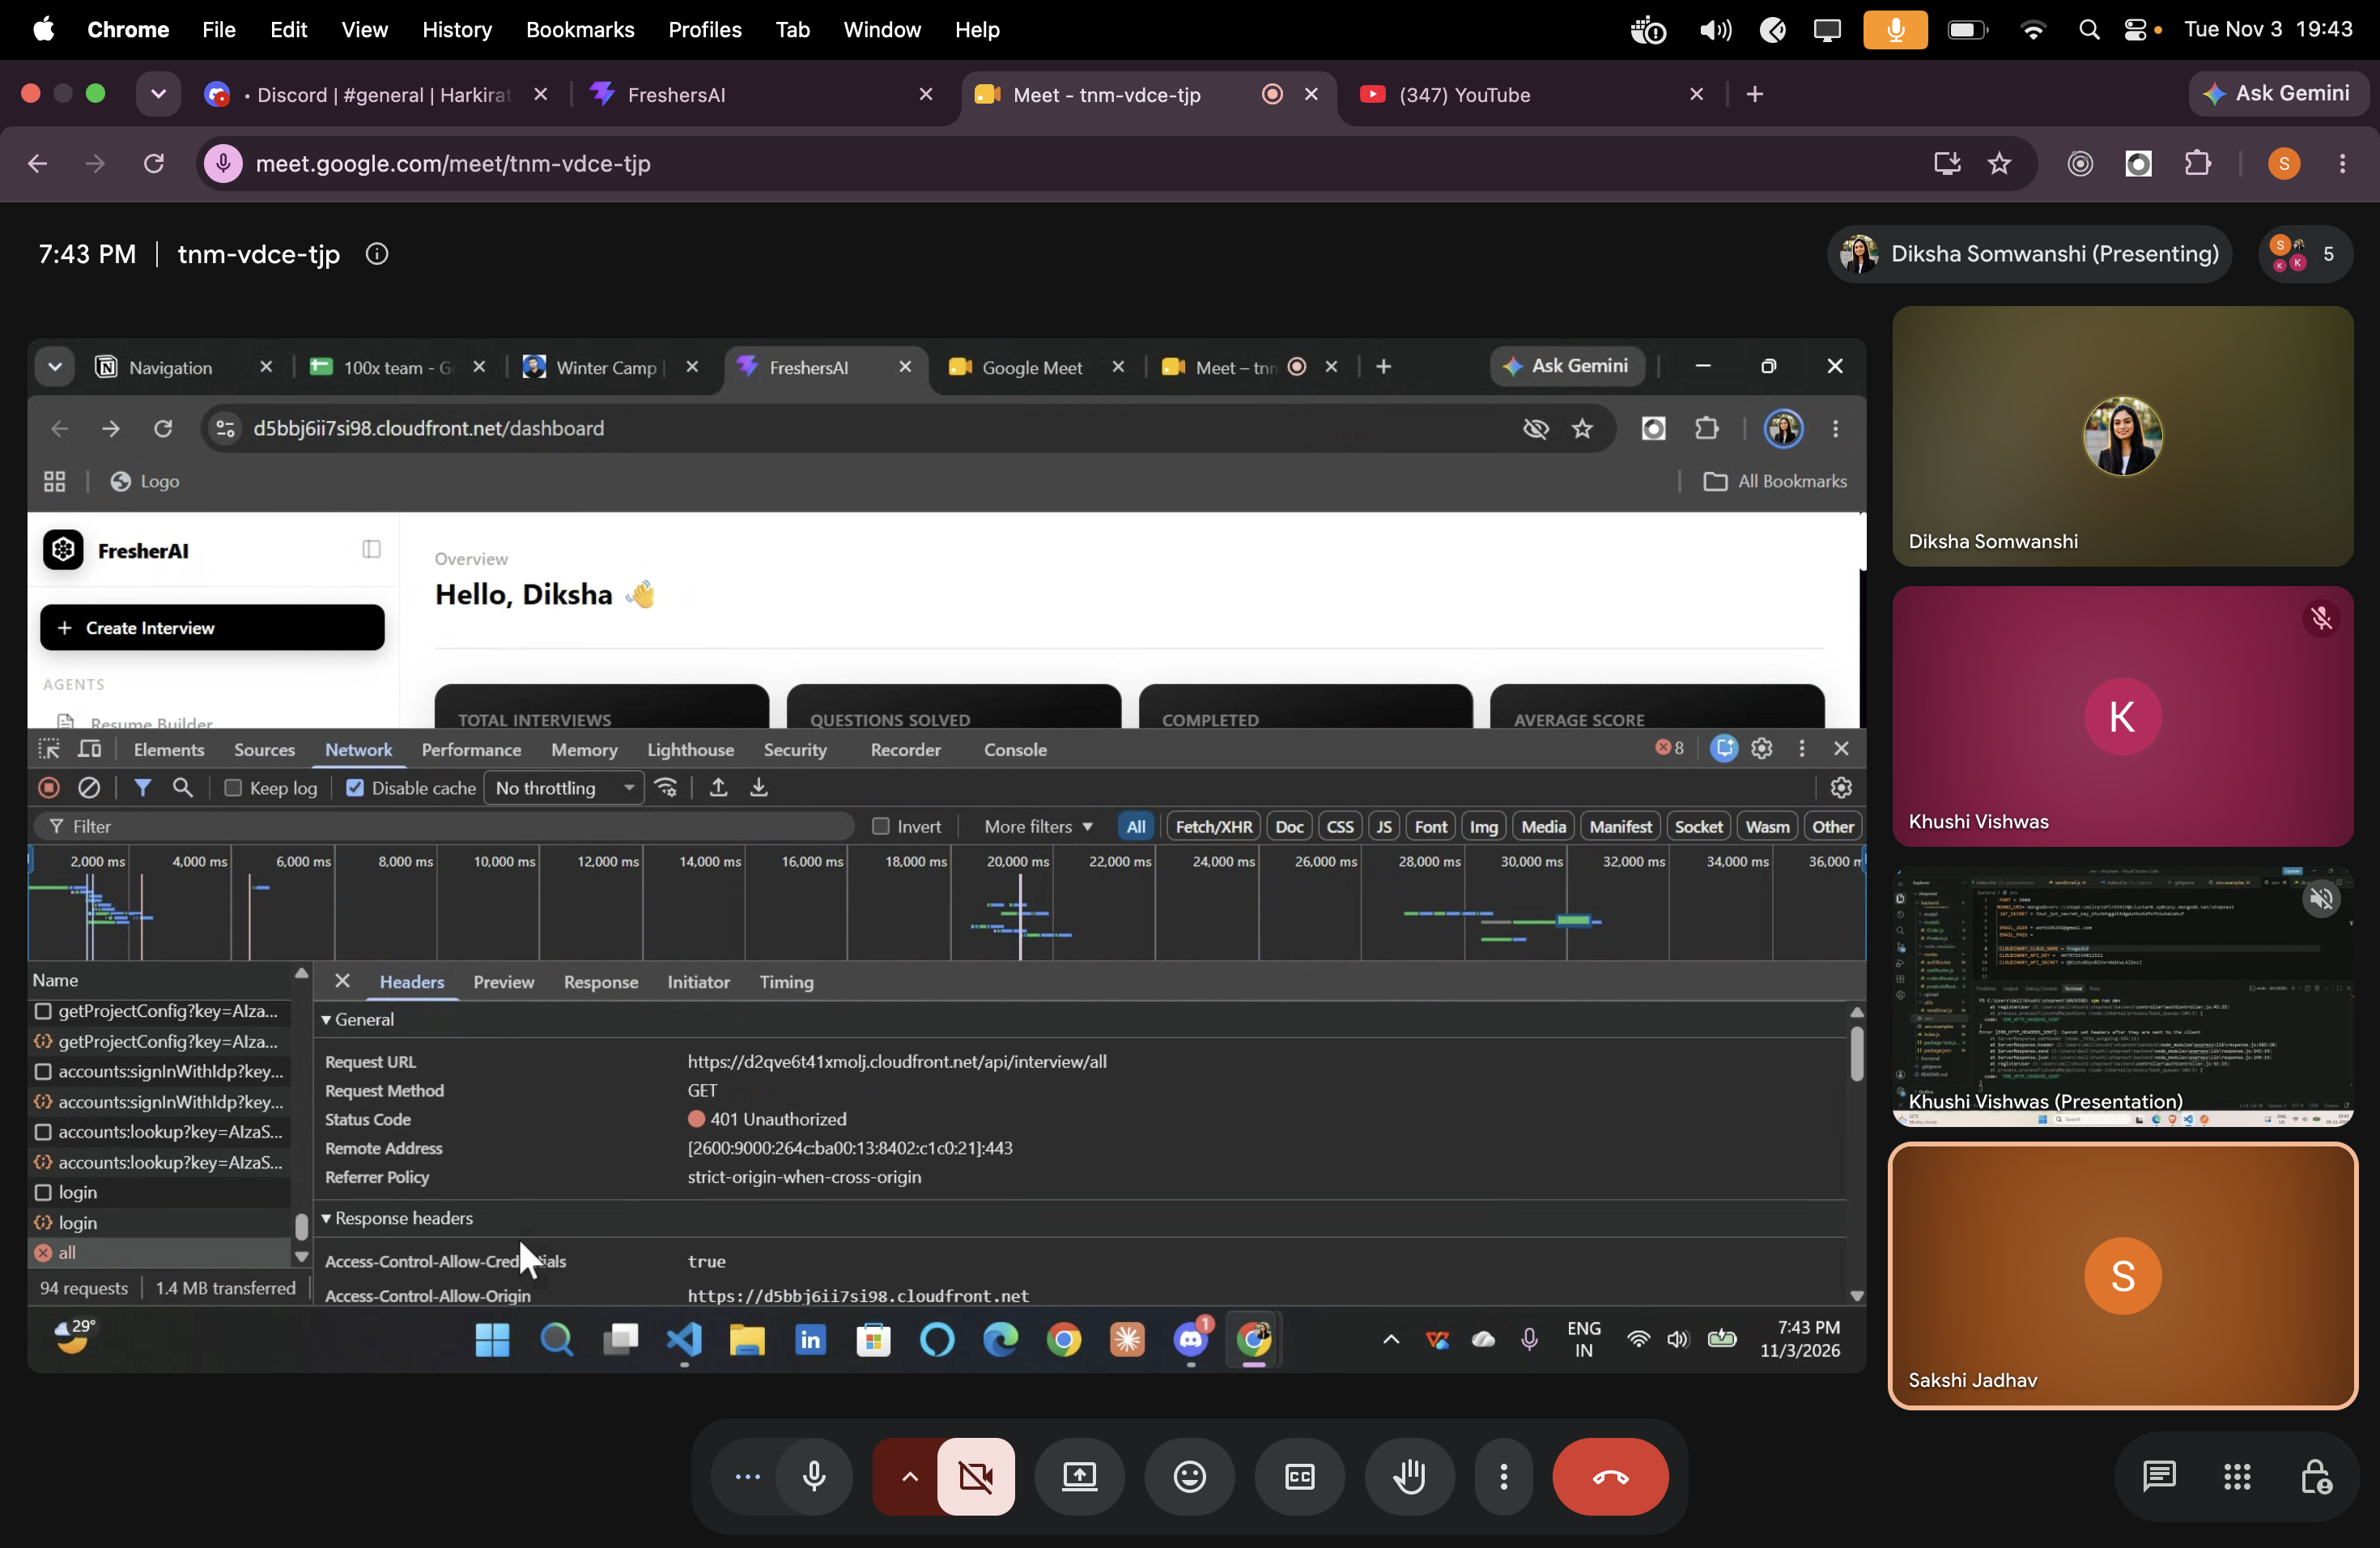 Chrome File Edit View History Bookmarks Profiles Tab Window Help Tue Nov 3 19:43
• Discord | #general | Harkirat FreshersAI Meet - tnm-vdce-tjp (347) YouTube Ask Gemini
meet.google.com/meet/tnm-vdce-tjp S
7:43 PM | tnm-vdce-tjp
Diksha Somwanshi (Presenting) 5
Navigation 100x team - G Winter Camp | FreshersAI Google Meet Meet – tnn Ask Gemini
d5bbj6ii7si98.cloudfront.net/dashboard
Logo All Bookmarks
FresherAI
Overview
Hello, Diksha 👋
+ Create Interview
AGENTS
Resume Builder
TOTAL INTERVIEWS QUESTIONS SOLVED COMPLETED AVERAGE SCORE
Elements Sources Network Performance Memory Lighthouse Security Recorder Console 8
Keep log Disable cache No throttling
Filter Invert More filters All Fetch/XHR Doc CSS JS Font Img Media Manifest Socket Wasm Other
2,000 ms 4,000 ms 6,000 ms 8,000 ms 10,000 ms 12,000 ms 14,000 ms 16,000 ms 18,000 ms 20,000 ms 22,000 ms 24,000 ms 26,000 ms 28,000 ms 30,000 ms 32,000 ms 34,000 ms 36,000 m
Name
getProjectConfig?key=AIza...
getProjectConfig?key=AIza...
accounts:signInWithIdp?key...
accounts:signInWithIdp?key...
accounts:lookup?key=AIzaS...
accounts:lookup?key=AIzaS...
login
login
all
94 requests 1.4 MB transferred
Headers Preview Response Initiator Timing
General
Request URL https://d2qve6t41xmolj.cloudfront.net/api/interview/all
Request Method GET
Status Code 401 Unauthorized
Remote Address [2600:9000:264c:ba00:13:8402:c1c0:21]:443
Referrer Policy strict-origin-when-cross-origin
Response headers
Access-Control-Allow-Cred ials true
Access-Control-Allow-Origin https://d5bbj6ii7si98.cloudfront.net
29° 1 ENG IN 7:43 PM 11/3/2026
Diksha Somwanshi
K
Khushi Vishwas
Khushi Vishwas (Presentation)
S
Sakshi Jadhav